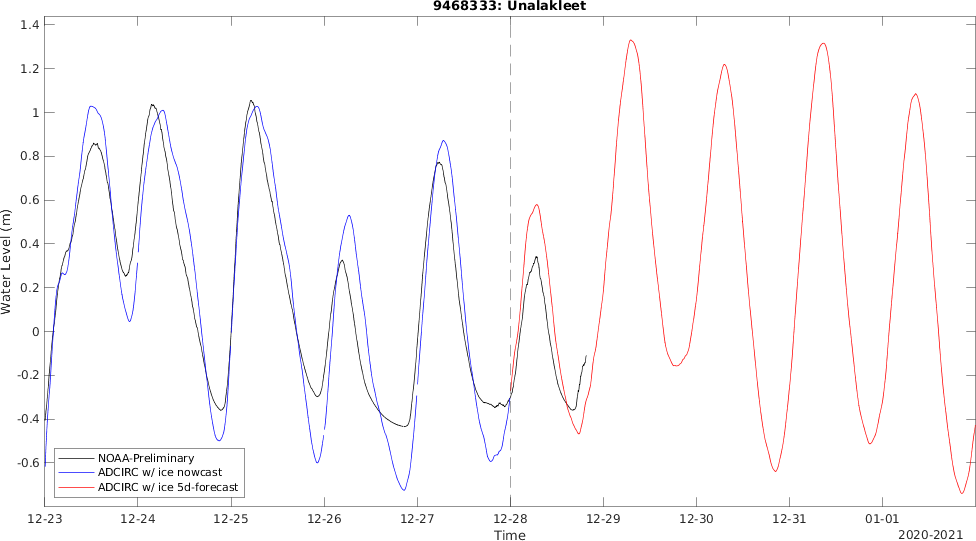 9468333: Unalakleet
1.4
1.2
1
0.8
0.6
0.4
0.2
0
-0.2
-0.4
-0.6
Water Level (m)
NOAA-Preliminary
ADCIRC w/ ice nowcast
ADCIRC w/ ice 5d-forecast
12-23 12-24 12-25 12-26 12-27 12-28 12-29 12-30 12-31 01-01
Time
2020-2021